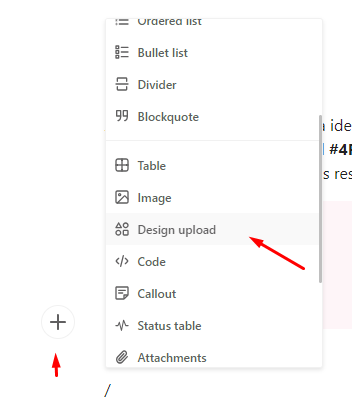 Ordered list
Bullet list
Divider
Blockquote
a ide
#4F
s res
Table
Image
Design upload
Code
Callout
Status table
Attachments
/